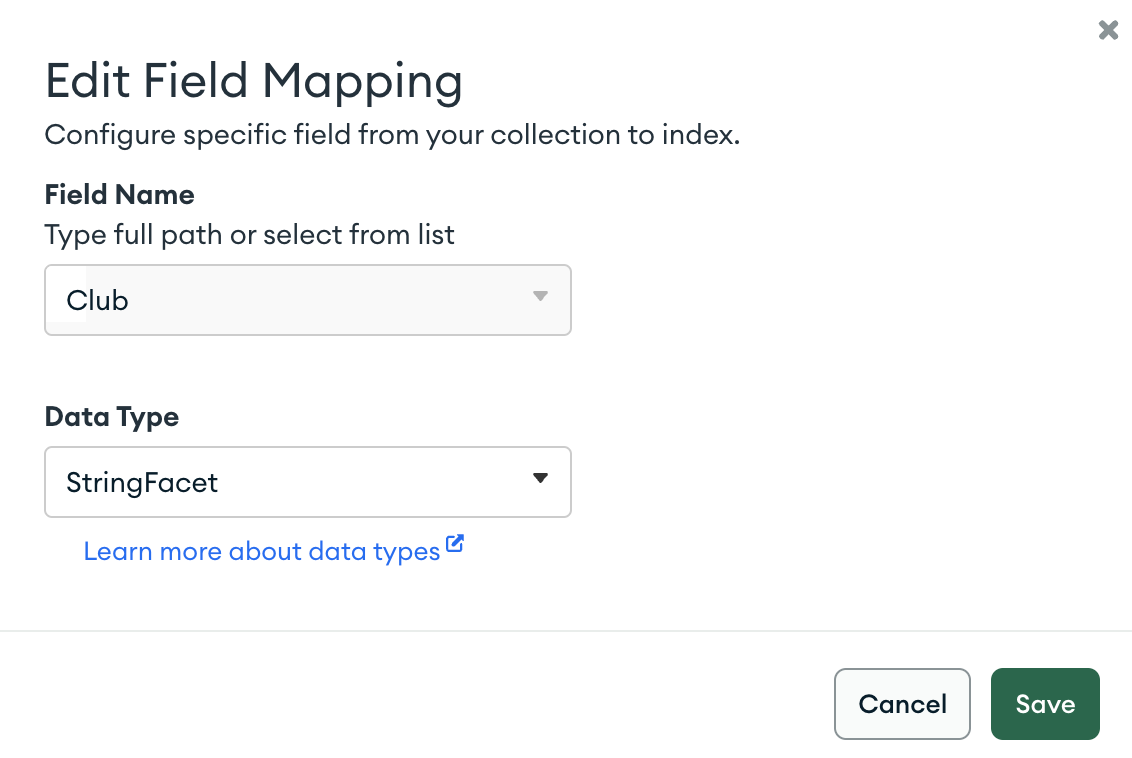 Edit Field Mapping
Configure specific field from your collection to index.
Field Name
Type full path or select from list
Club
Data Type
StringFacet
Learn more about data types
Cancel
Save